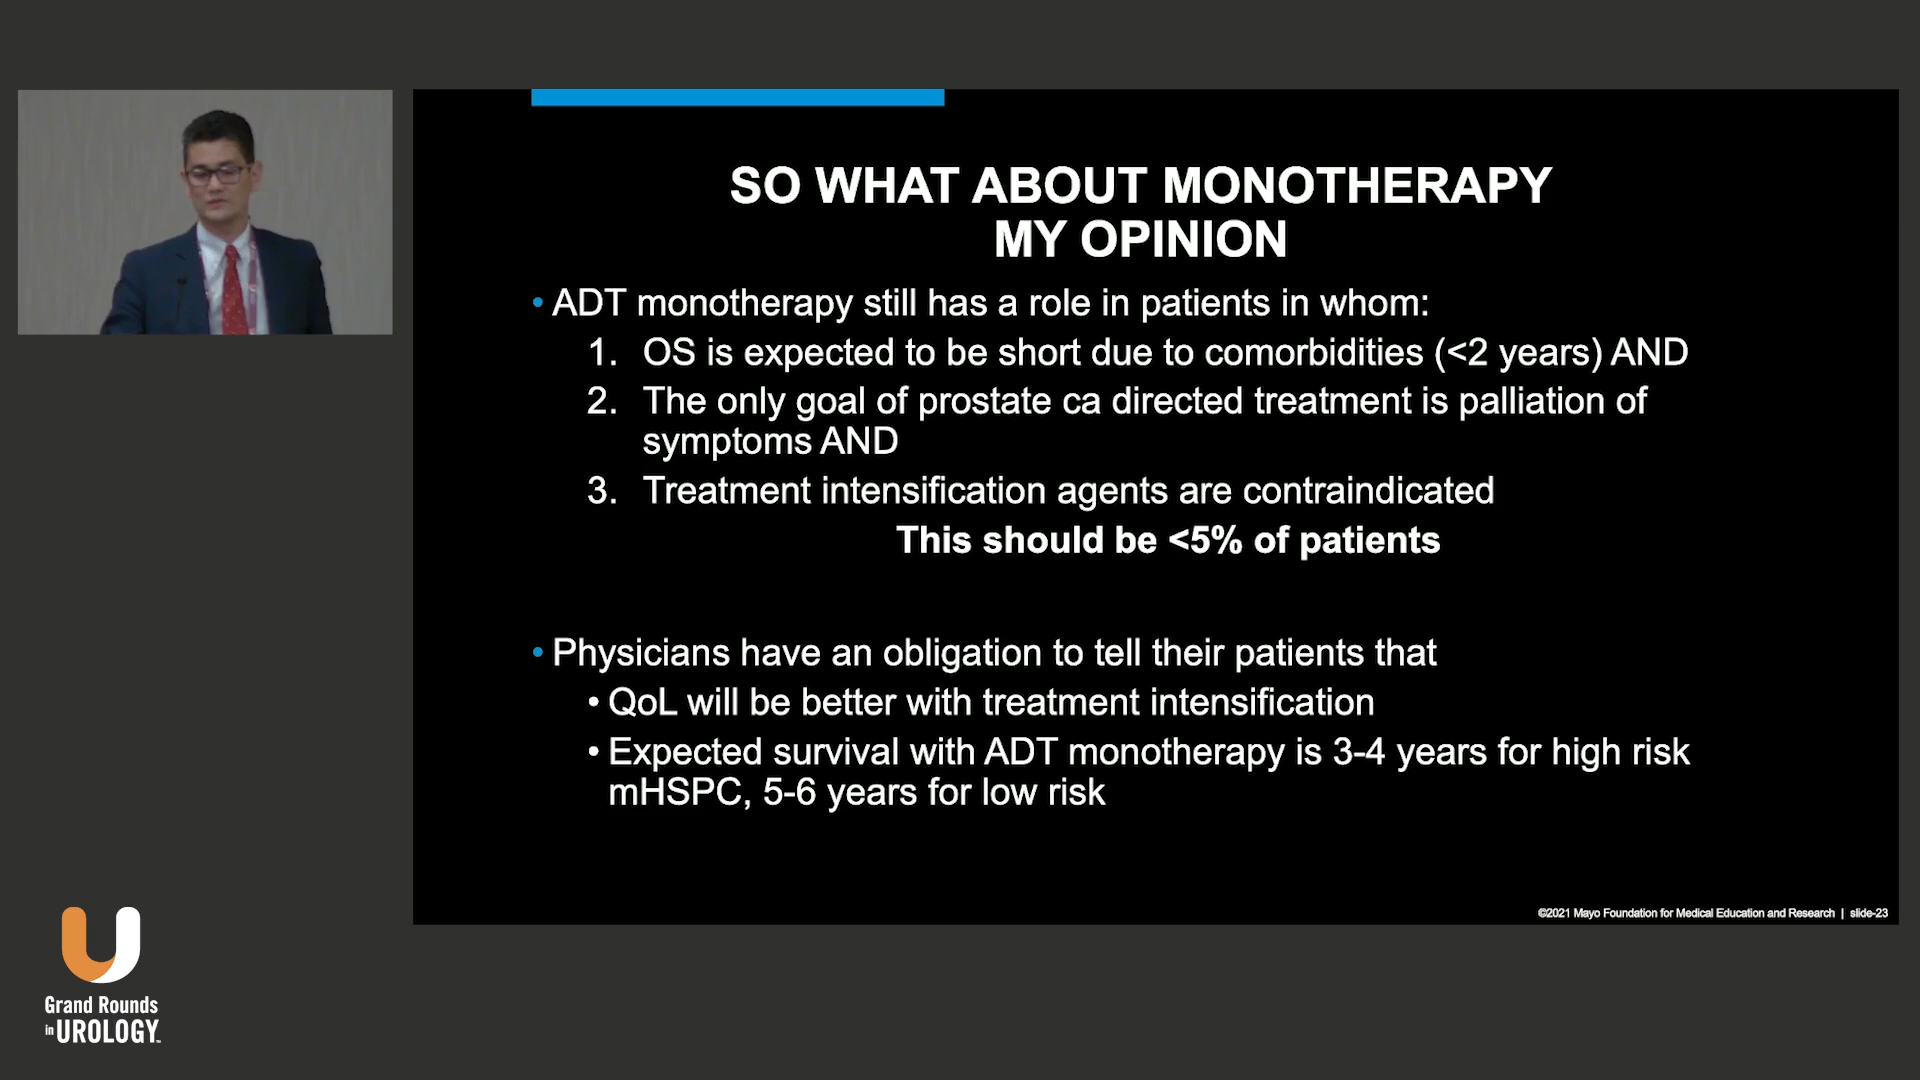 SO WHAT ABOUT MONOTHERAPY
MY OPINION
• ADT monotherapy still has a role in patients in whom:
1. OS is expected to be short due to comorbidities (<2 years) AND
2. The only goal of prostate ca directed treatment is palliation of
symptoms AND
3. Treatment intensification agents are contraindicated
This should be <5% of patients
• Physicians have an obligation to tell their patients that
• QoL will be better with treatment intensification
• Expected survival with ADT monotherapy is 3-4 years for high risk
mHSPC, 5-6 years for low risk
©2021 Mayo Foundation for Medical Education and Research | slide-23
Grand Rounds
in UROLOGY™